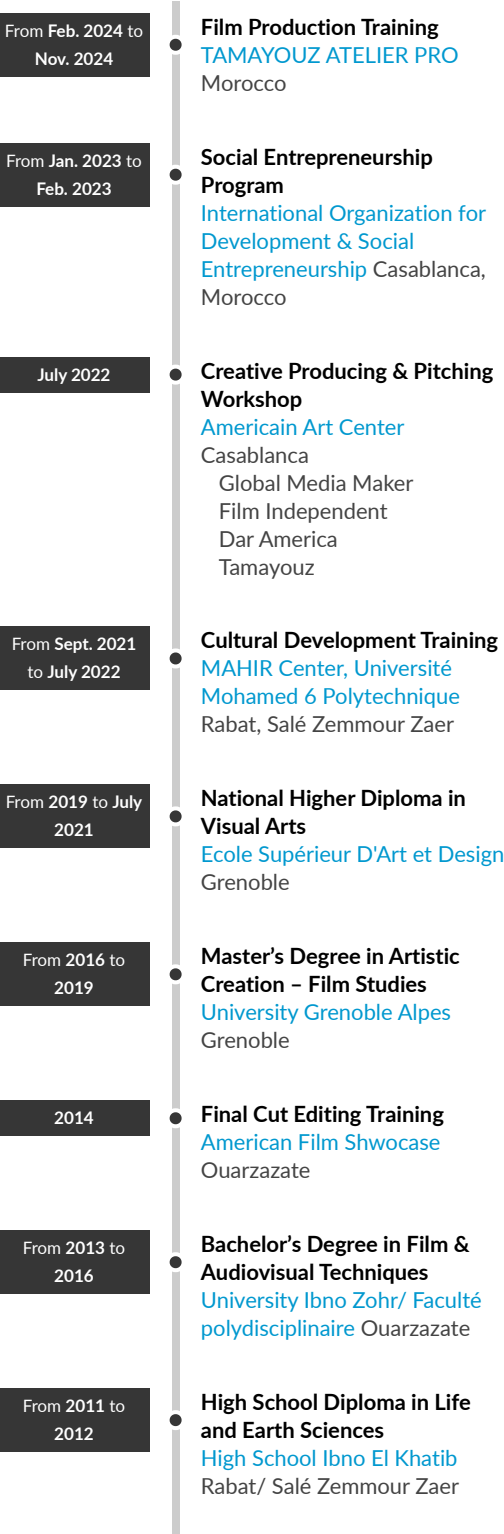 From Feb. 2024 to
Nov. 2024
Film Production Training
TAMAYOUZ ATELIER PRO
Morocco
From Jan. 2023 to
Feb. 2023
Social Entrepreneurship
Program
International Organization for
Development & Social
Entrepreneurship Casablanca,
Morocco
July 2022
Creative Producing & Pitching
Workshop
Americain Art Center
Casablanca
Global Media Maker
Film Independent
Dar America
Tamayouz
From Sept. 2021
to July 2022
Cultural Development Training
MAHIR Center, Université
Mohamed 6 Polytechnique
Rabat, Salé Zemmour Zaer
From 2019 to July
2021
National Higher Diploma in
Visual Arts
Ecole Supérieur D'Art et Design
Grenoble
From 2016 to
2019
Master’s Degree in Artistic
Creation – Film Studies
University Grenoble Alpes
Grenoble
2014
Final Cut Editing Training
American Film Shwocase
Ouarzazate
From 2013 to
2016
Bachelor’s Degree in Film &
Audiovisual Techniques
University Ibno Zohr/ Faculté
polydisciplinaire Ouarzazate
From 2011 to
2012
High School Diploma in Life
and Earth Sciences
High School Ibno El Khatib
Rabat/ Salé Zemmour Zaer